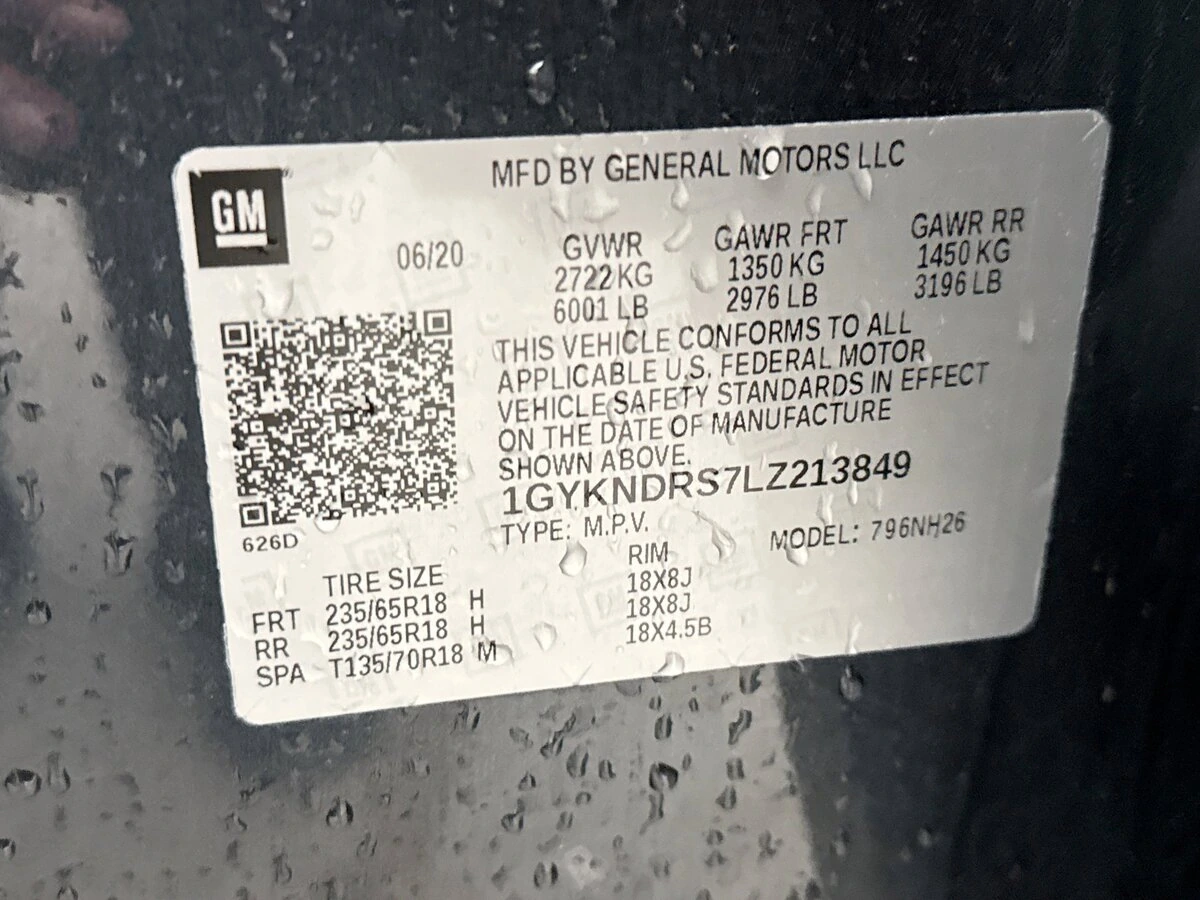 GM
MFD BY GENERAL MOTORS LLC
06/20
GVWR GAWR FRT GAWR RR
2722 KG 1350 KG 1450 KG
6001 LB 2976 LB 3196 LB
THIS VEHICLE CONFORMS TO ALL
APPLICABLE U.S. FEDERAL MOTOR
VEHICLE SAFETY STANDARDS IN EFFECT
ON THE DATE OF MANUFACTURE
SHOWN ABOVE.
1GYKNDRS7LZ213849
626D
TYPE: M.P.V. MODEL: 796NH26
TIRE SIZE RIM
FRT 235/65R18 H 18X8J
RR 235/65R18 H 18X8J
SPA T135/70R18 M 18X4.5B